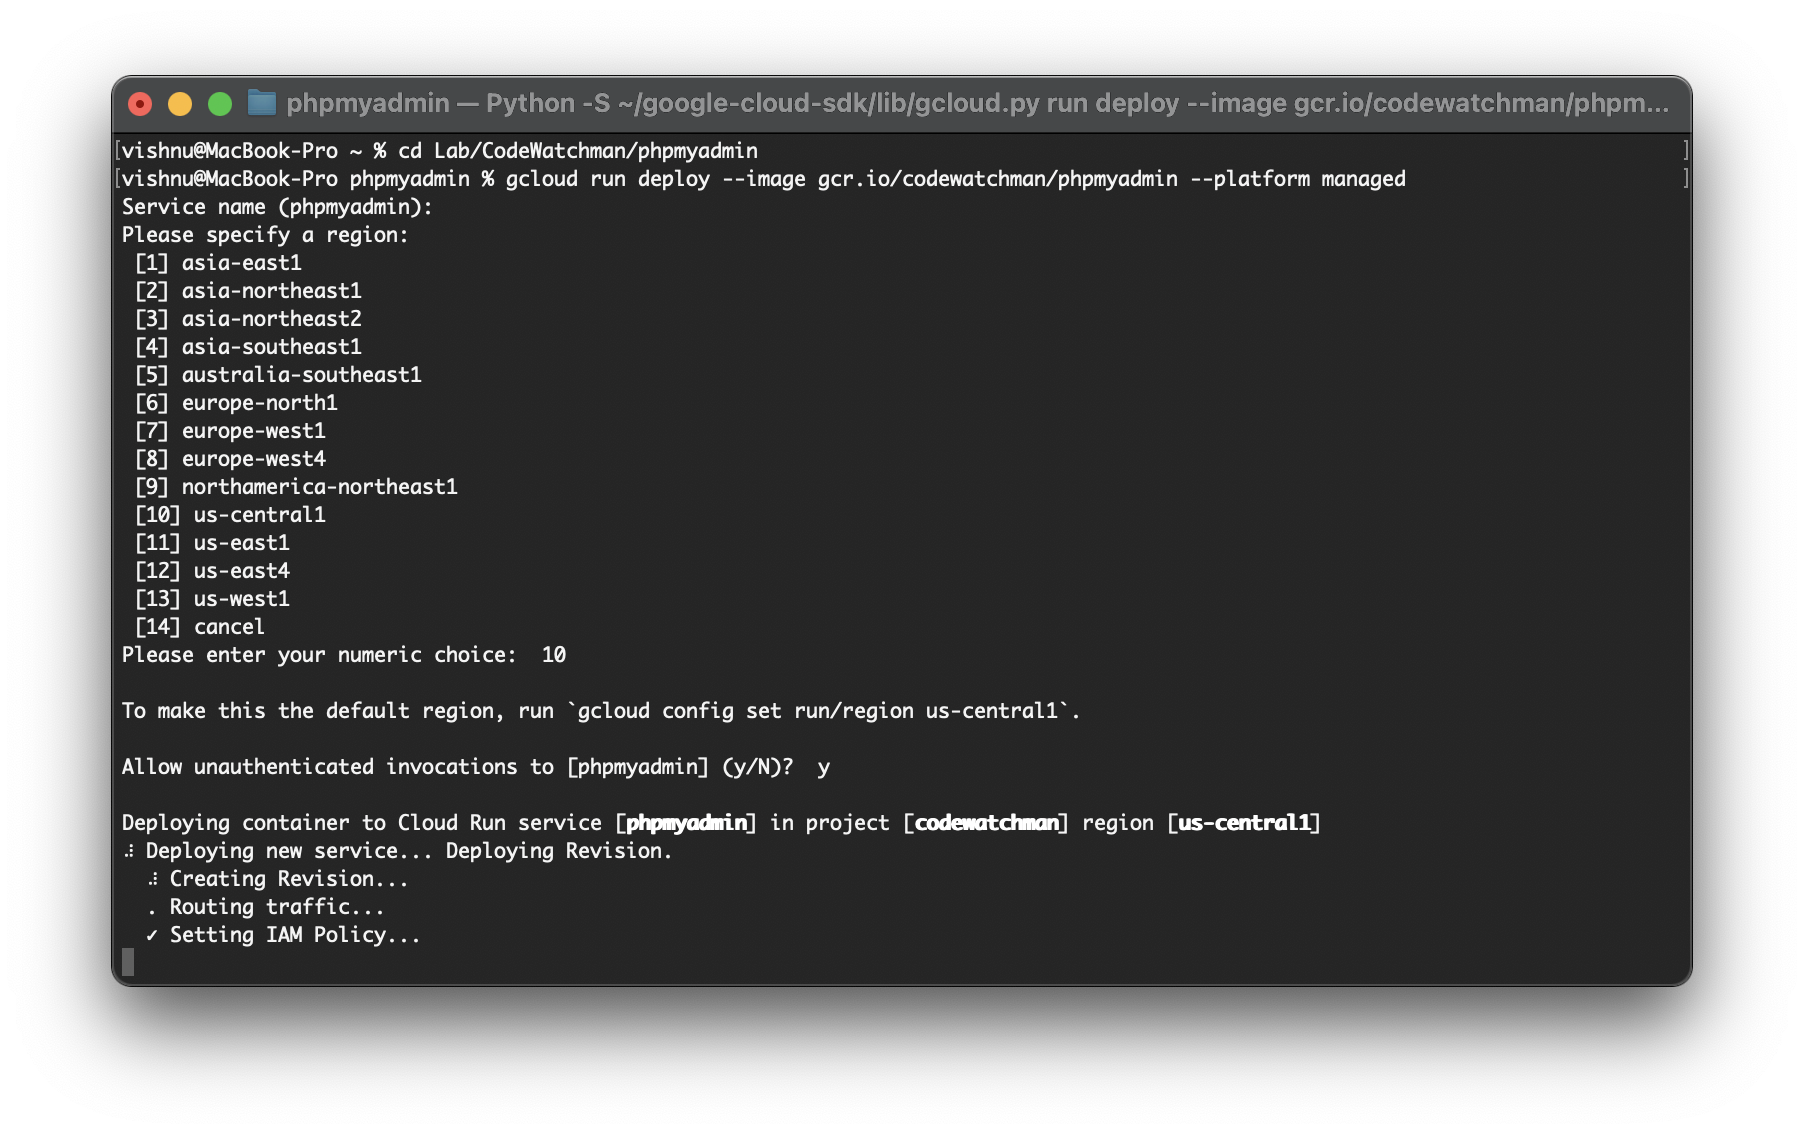 phpmyadmin — Python -S ~/google-cloud-sdk/lib/gcloud.py run deploy --image gcr.io/codewatchman/phpm...
[vishnu@MacBook-Pro ~ % cd Lab/CodeWatchman/phpmyadmin ]
[vishnu@MacBook-Pro phpmyadmin % gcloud run deploy --image gcr.io/codewatchman/phpmyadmin --platform managed ]
Service name (phpmyadmin):
Please specify a region:
[1] asia-east1
[2] asia-northeast1
[3] asia-northeast2
[4] asia-southeast1
[5] australia-southeast1
[6] europe-north1
[7] europe-west1
[8] europe-west4
[9] northamerica-northeast1
[10] us-central1
[11] us-east1
[12] us-east4
[13] us-west1
[14] cancel
Please enter your numeric choice:  10
To make this the default region, run `gcloud config set run/region us-central1`.
Allow unauthenticated invocations to [phpmyadmin] (y/N)?  y
Deploying container to Cloud Run service [phpmyadmin] in project [codewatchman] region [us-central1]
⠼ Deploying new service... Deploying Revision.
⠼ Creating Revision...
. Routing traffic...
✓ Setting IAM Policy...